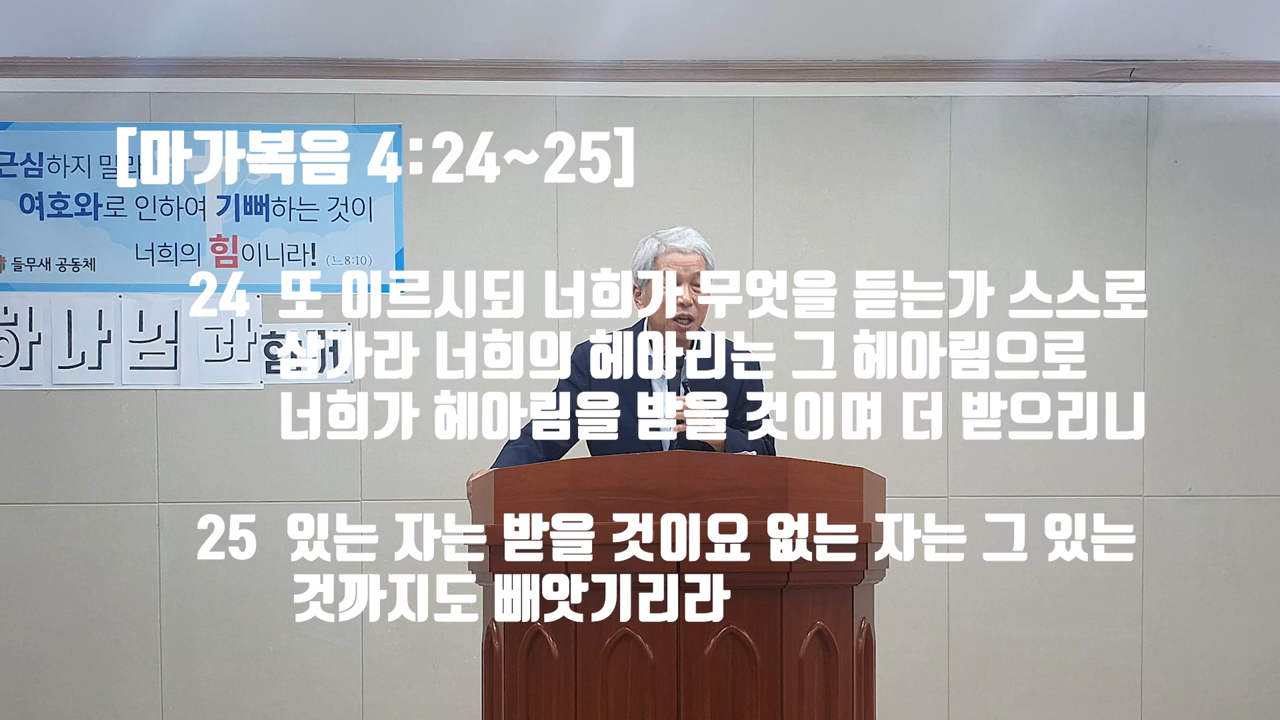 [마가복음 4:24~25]
근심하지 말라
여호와로 인하여 기뻐하는 것이
너희의 힘이니라! (느8:10)
들무새 공동체
하나님과 함께
24 또 이르시되 너희가 무엇을 듣는가 스스로
삼가라 너희의 헤아리는 그 헤아림으로
너희가 헤아림을 받을 것이며 더 받으리니
25 있는 자는 받을 것이요 없는 자는 그 있는
것까지도 빼앗기리라